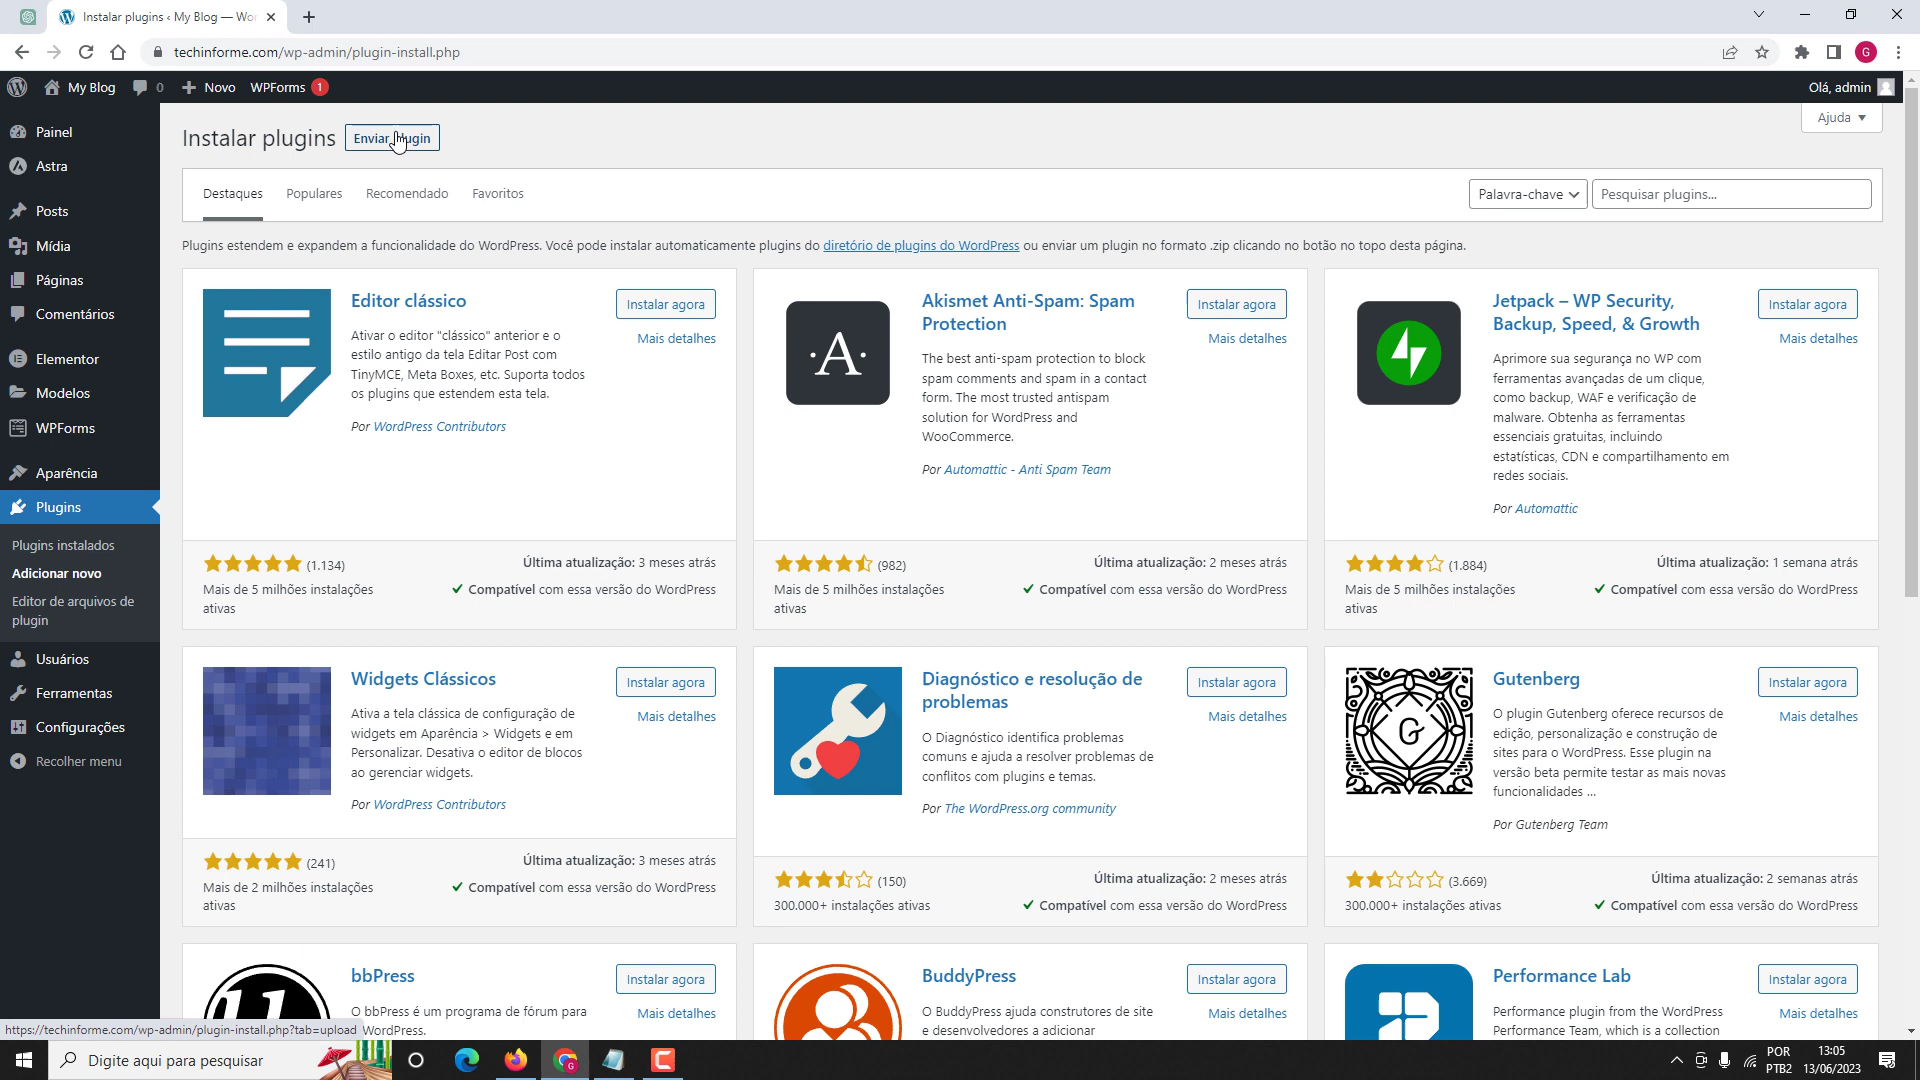 Instalar plugins ‹ My Blog — Wo
techinforme.com/wp-admin/plugin-install.php
G
My Blog
0
Novo
WPForms
1
Olá, admin
Painel
Astra
Posts
Mídia
Páginas
Comentários
Elementor
Modelos
WPForms
Aparência
Plugins
Plugins instalados
Adicionar novo
Editor de arquivos de
plugin
Usuários
Ferramentas
Configurações
Recolher menu
Ajuda
Instalar plugins
Enviar plugin
Destaques
Populares
Recomendado
Favoritos
Palavra-chave
Pesquisar plugins...
Plugins estendem e expandem a funcionalidade do WordPress. Você pode instalar automaticamente plugins do diretório de plugins do WordPress ou enviar um plugin no formato .zip clicando no botão no topo desta página.
Editor clássico
Instalar agora
Mais detalhes
Ativar o editor "clássico" anterior e o
estilo antigo da tela Editar Post com
TinyMCE, Meta Boxes, etc. Suporta todos
os plugins que estendem esta tela.
Por WordPress Contributors
(1.134)
Mais de 5 milhões instalações
ativas
Última atualização: 3 meses atrás
Compatível com essa versão do WordPress
·A·
Akismet Anti-Spam: Spam
Protection
Instalar agora
Mais detalhes
The best anti-spam protection to block
spam comments and spam in a contact
form. The most trusted antispam
solution for WordPress and
WooCommerce.
Por Automattic - Anti Spam Team
(982)
Mais de 5 milhões instalações
ativas
Última atualização: 2 meses atrás
Compatível com essa versão do WordPress
Jetpack – WP Security,
Backup, Speed, & Growth
Instalar agora
Mais detalhes
Aprimore sua segurança no WP com
ferramentas avançadas de um clique,
como backup, WAF e verificação de
malware. Obtenha as ferramentas
essenciais gratuitas, incluindo
estatísticas, CDN e compartilhamento em
redes sociais.
Por Automattic
(1.884)
Mais de 5 milhões instalações
ativas
Última atualização: 1 semana atrás
Compatível com essa versão do WordPress
Widgets Clássicos
Instalar agora
Mais detalhes
Ativa a tela clássica de configuração de
widgets em Aparência > Widgets e em
Personalizar. Desativa o editor de blocos
ao gerenciar widgets.
Por WordPress Contributors
(241)
Mais de 2 milhões instalações
ativas
Última atualização: 3 meses atrás
Compatível com essa versão do WordPress
Diagnóstico e resolução de
problemas
Instalar agora
Mais detalhes
O Diagnóstico identifica problemas
comuns e ajuda a resolver problemas de
conflitos com plugins e temas.
Por The WordPress.org community
(150)
300.000+ instalações ativas
Última atualização: 2 meses atrás
Compatível com essa versão do WordPress
G
Gutenberg
Instalar agora
Mais detalhes
O plugin Gutenberg oferece recursos de
edição, personalização e construção de
sites para o WordPress. Esse plugin na
versão beta permite testar as mais novas
funcionalidades ...
Por Gutenberg Team
(3.669)
300.000+ instalações ativas
Última atualização: 2 semanas atrás
Compatível com essa versão do WordPress
bbPress
Instalar agora
Mais detalhes
O bbPress é um programa de fórum para
WordPress.
BuddyPress
Instalar agora
Mais detalhes
O BuddyPress ajuda construtores de site
e desenvolvedores a adicionar
Performance Lab
Instalar agora
Mais detalhes
Performance plugin from the WordPress
Performance Team, which is a collection
https://techinforme.com/wp-admin/plugin-install.php?tab=upload
Digite aqui para pesquisar
G
POR
PTB2
13:05
13/06/2023